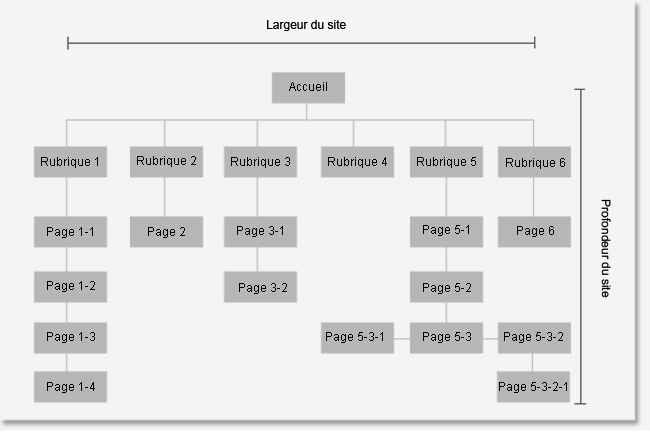 Largeur du site
Accueil
Rubrique 1
Rubrique 2
Rubrique 3
Rubrique 4
Rubrique 5
Rubrique 6
Page 1-1
Page 2
Page 3-1
Page 5-1
Page 6
Page 1-2
Page 3-2
Page 5-2
Page 1-3
Page 5-3-1
Page 5-3
Page 5-3-2
Page 1-4
Page 5-3-2-1
Profondeur du site